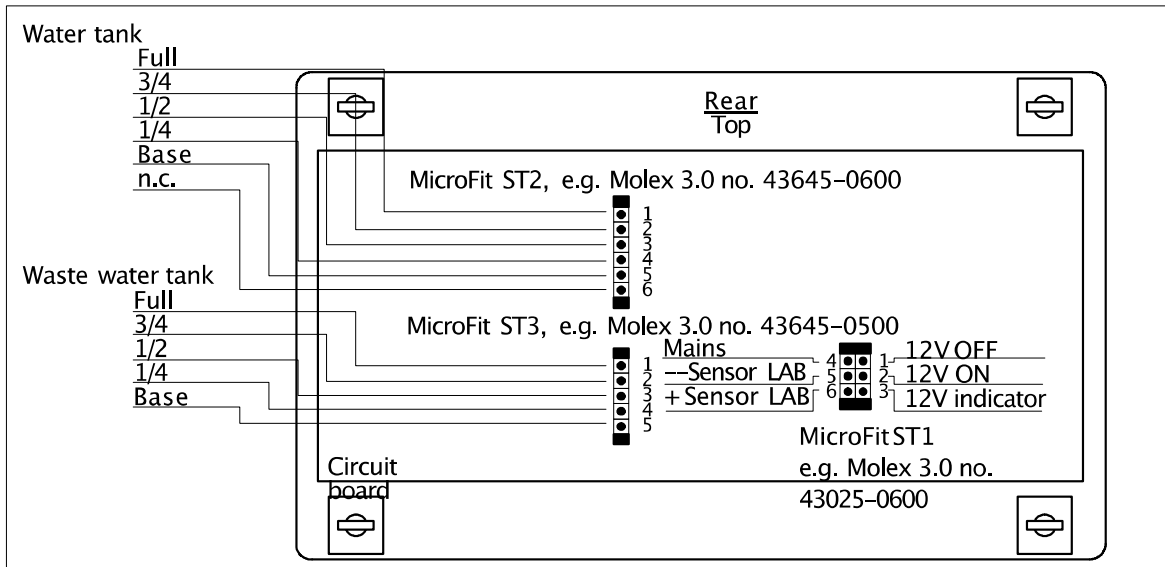 Water tank
Full
3/4
1/2
1/4
Base
n.c.
Rear
Top
MicroFit ST2, e.g. Molex 3.0 no. 43645-0600
1
2
3
4
5
6
Waste water tank
Full
3/4
1/2
1/4
Base
MicroFit ST3, e.g. Molex 3.0 no. 43645-0500
1
2
3
4
5
Mains 4 1 12V OFF
--Sensor LAB 5 2 12V ON
+ Sensor LAB 6 3 12V indicator
MicroFit ST1
e.g. Molex 3.0 no.
43025-0600
Circuit
board